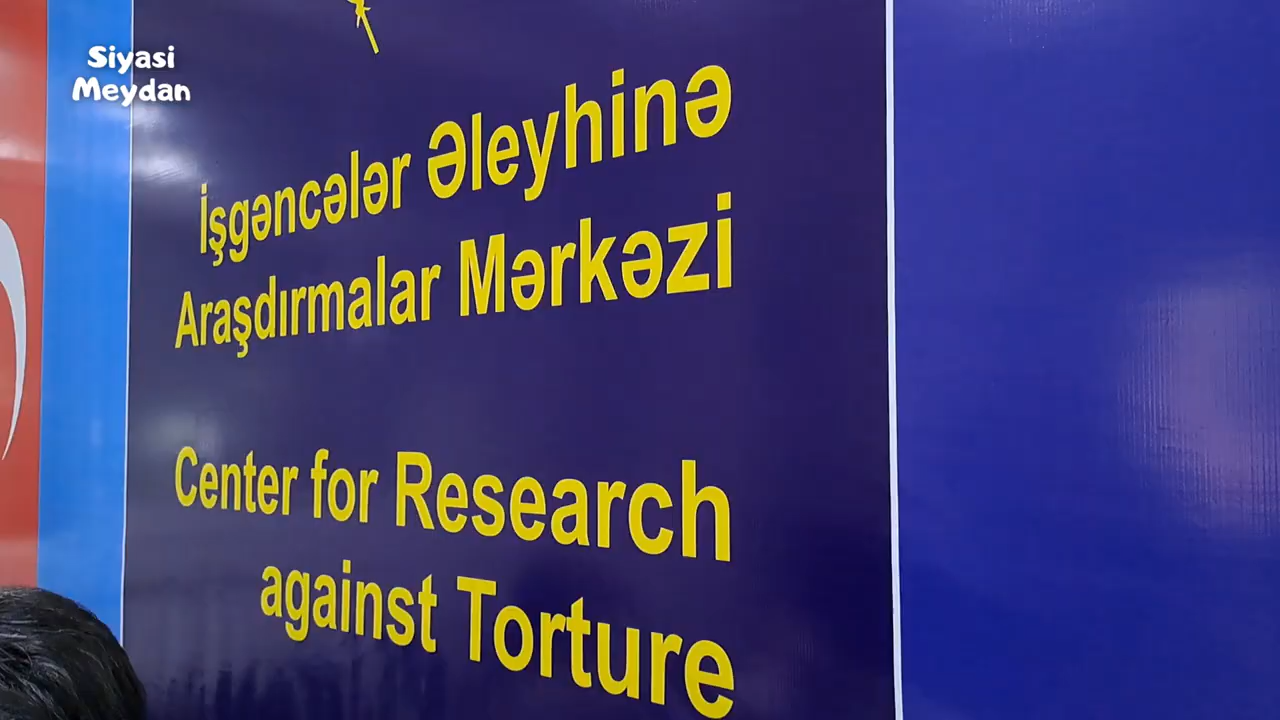 Siyasi
Meydan
İşgəncələr Əleyhinə
Araşdırmalar Mərkəzi
Center for Research
against Torture